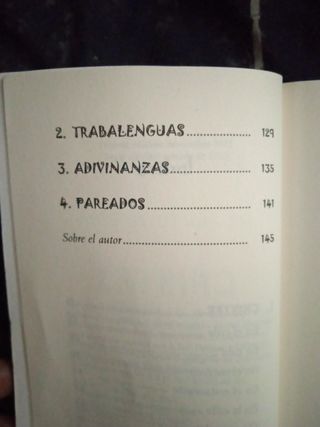 2. TRABALENGUAS.................... 129
3. ADIVINANZAS......................... 135
4. PAREADOS................................ 141
Sobre el autor....................................... 145